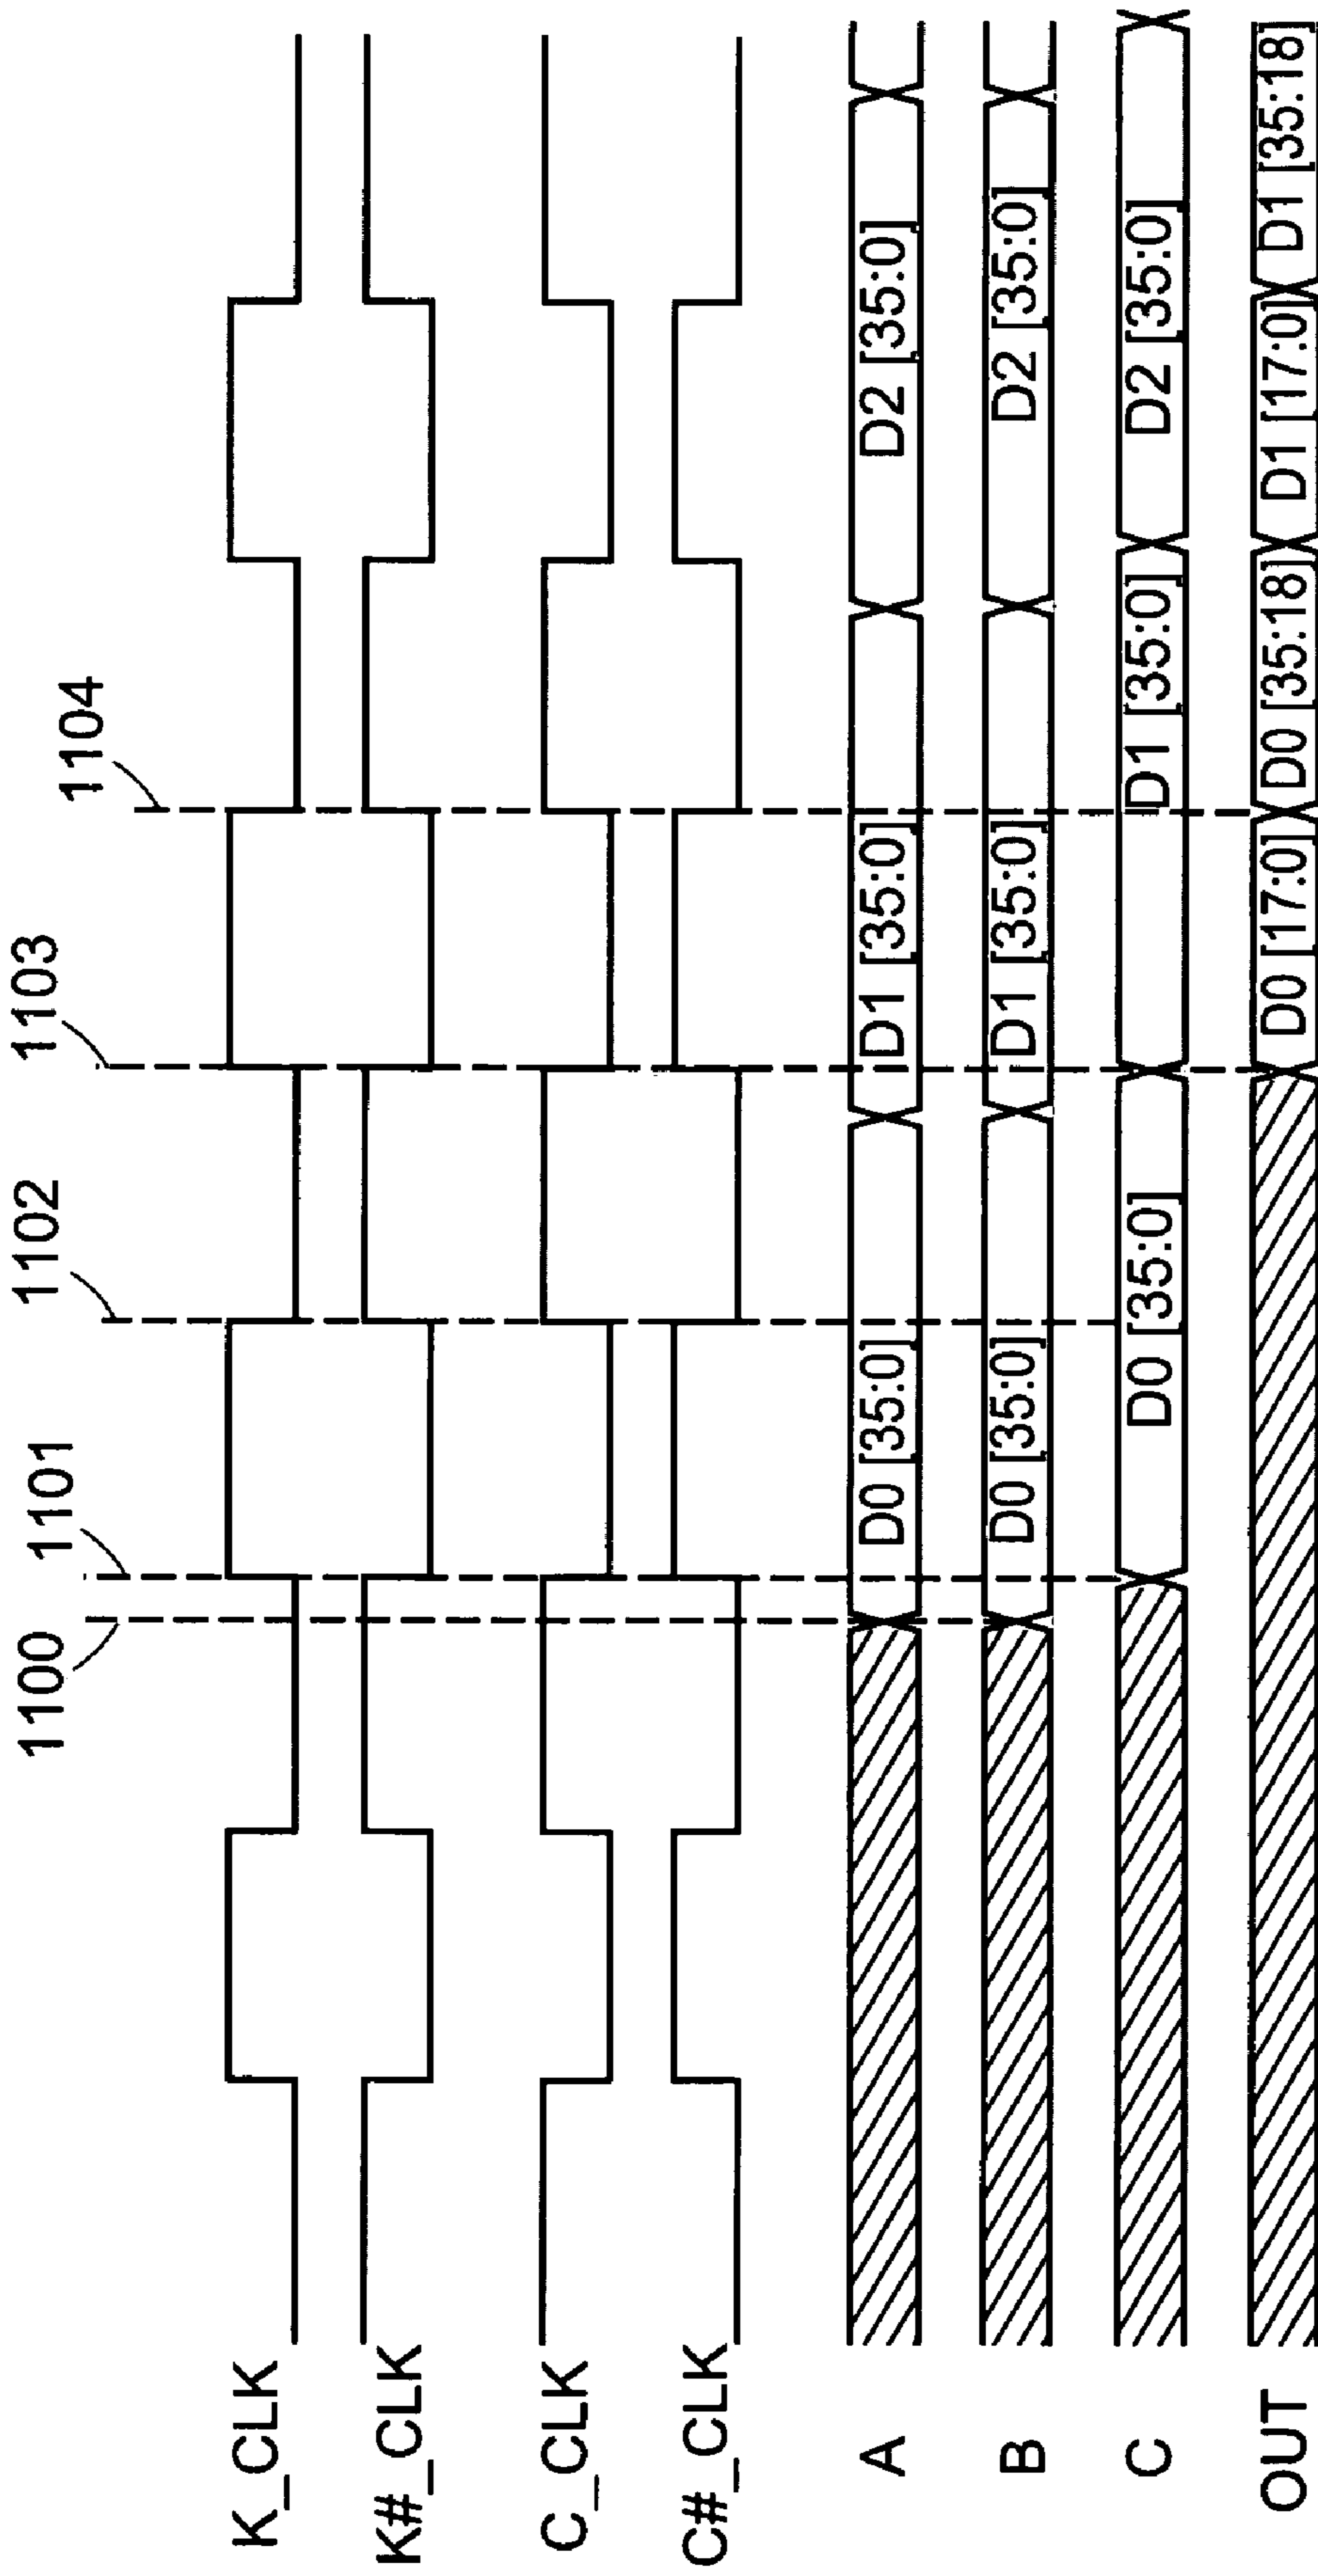 1100 1101 1102 1103 1104
K_CLK
K#_CLK
C_CLK
C#_CLK
A D0 [35:0] D1 [35:0] D2 [35:0]
B D0 [35:0] D1 [35:0] D2 [35:0]
C D0 [35:0] D1 [35:0] D2 [35:0]
OUT D0 [17:0] D0 [35:18] D1 [17:0] D1 [35:18]